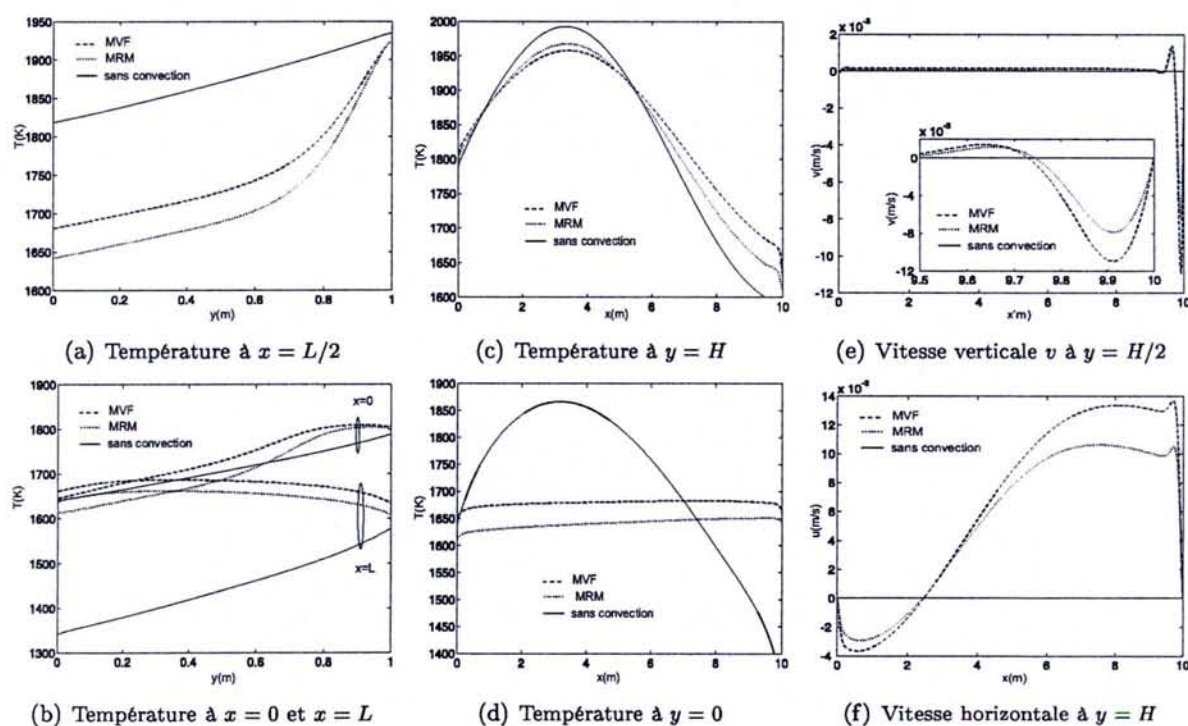 1950
1900
1850
1800
1750
1700
1650
1600
T(K)
0
0.2
0.4
0.6
0.8
1
y(m)
MVF
MRM
sans convection
(a) Température à x = L/2
2000
1950
1900
1850
1800
1750
1700
1650
1600
T(K)
0
2
4
6
8
10
x(m)
MVF
MRM
sans convection
(c) Température à y = H
x 10⁻⁸
2
0
-2
-4
-6
-8
-10
-12
v(m/s)
0
4
6
8
10
x'm)
x 10⁻⁸
0
-4
-8
-12
v(m/s)
9.5
9.6
9.7
9.8
9.9
10
MVF
MRM
sans convection
(e) Vitesse verticale v à y = H/2
1900
1800
1700
1600
1500
1400
1300
T(K)
0
0.2
0.4
0.6
0.8
1
y(m)
MVF
MRM
sans convection
x=0
x=L
(b) Température à x = 0 et x = L
1900
1850
1800
1750
1700
1650
1600
1550
1500
1450
1400
T(K)
0
2
4
6
8
10
x(m)
MVF
MRM
sans convection
(d) Température à y = 0
x 10⁻⁸
14
12
10
8
6
4
2
0
-2
-4
u(m/s)
0
2
4
6
8
10
x(m)
MVF
MRM
sans convection
(f) Vitesse horizontale à y = H